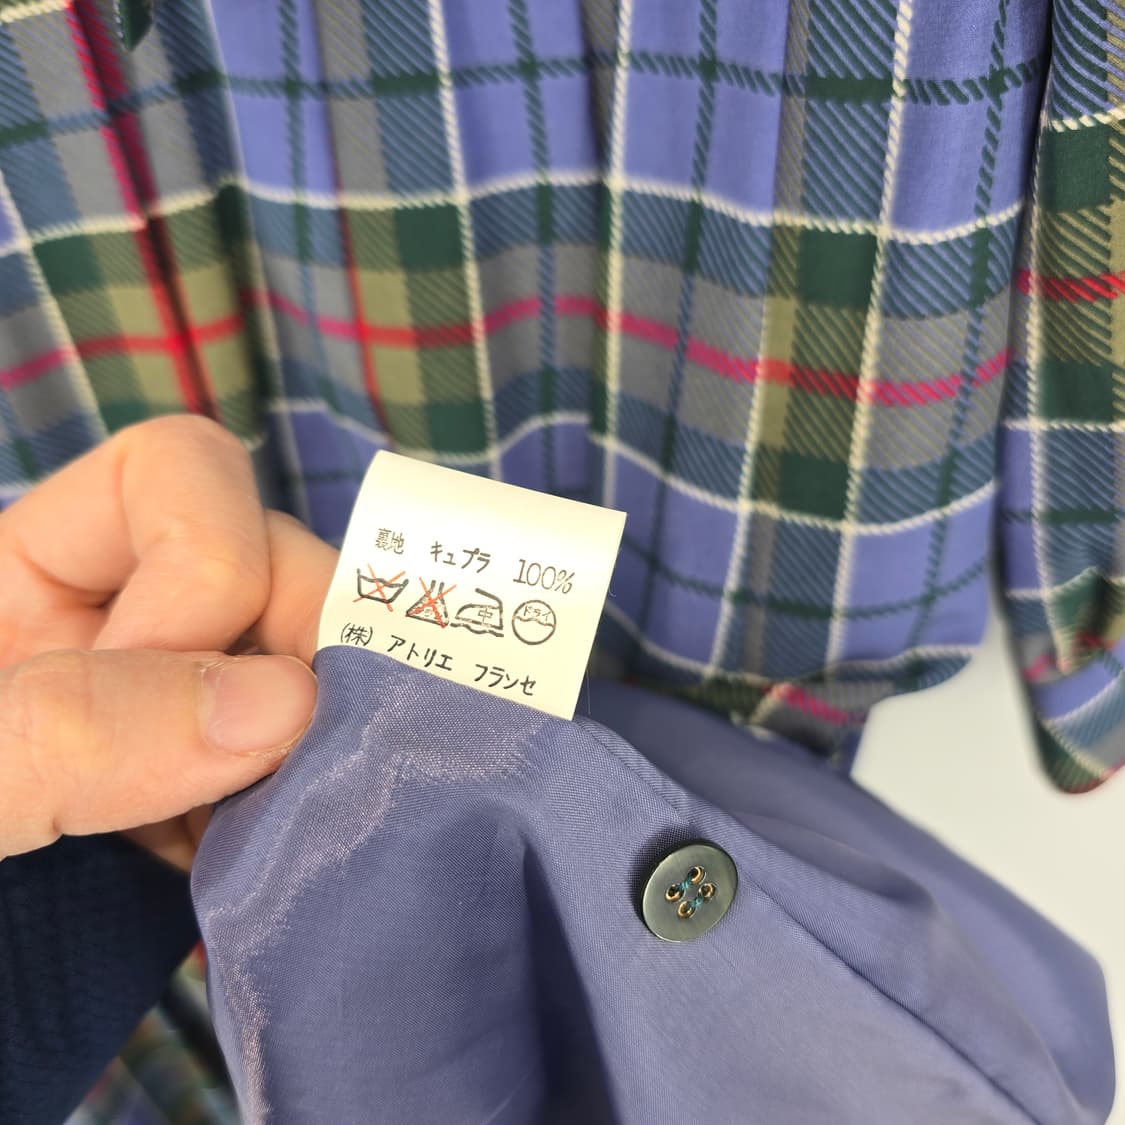 裏地 キュプラ 100%
中 ドライ
(株) アトリエ フランセ